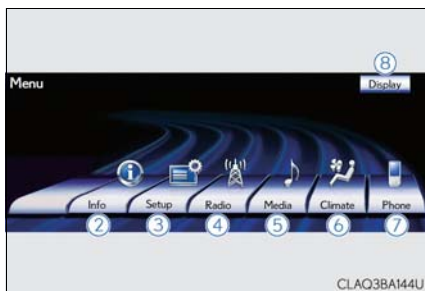 ⑧
Menu Display
Info Setup Radio Media Climate Phone
② ③ ④ ⑤ ⑥ ⑦
CLAQ3BA144U